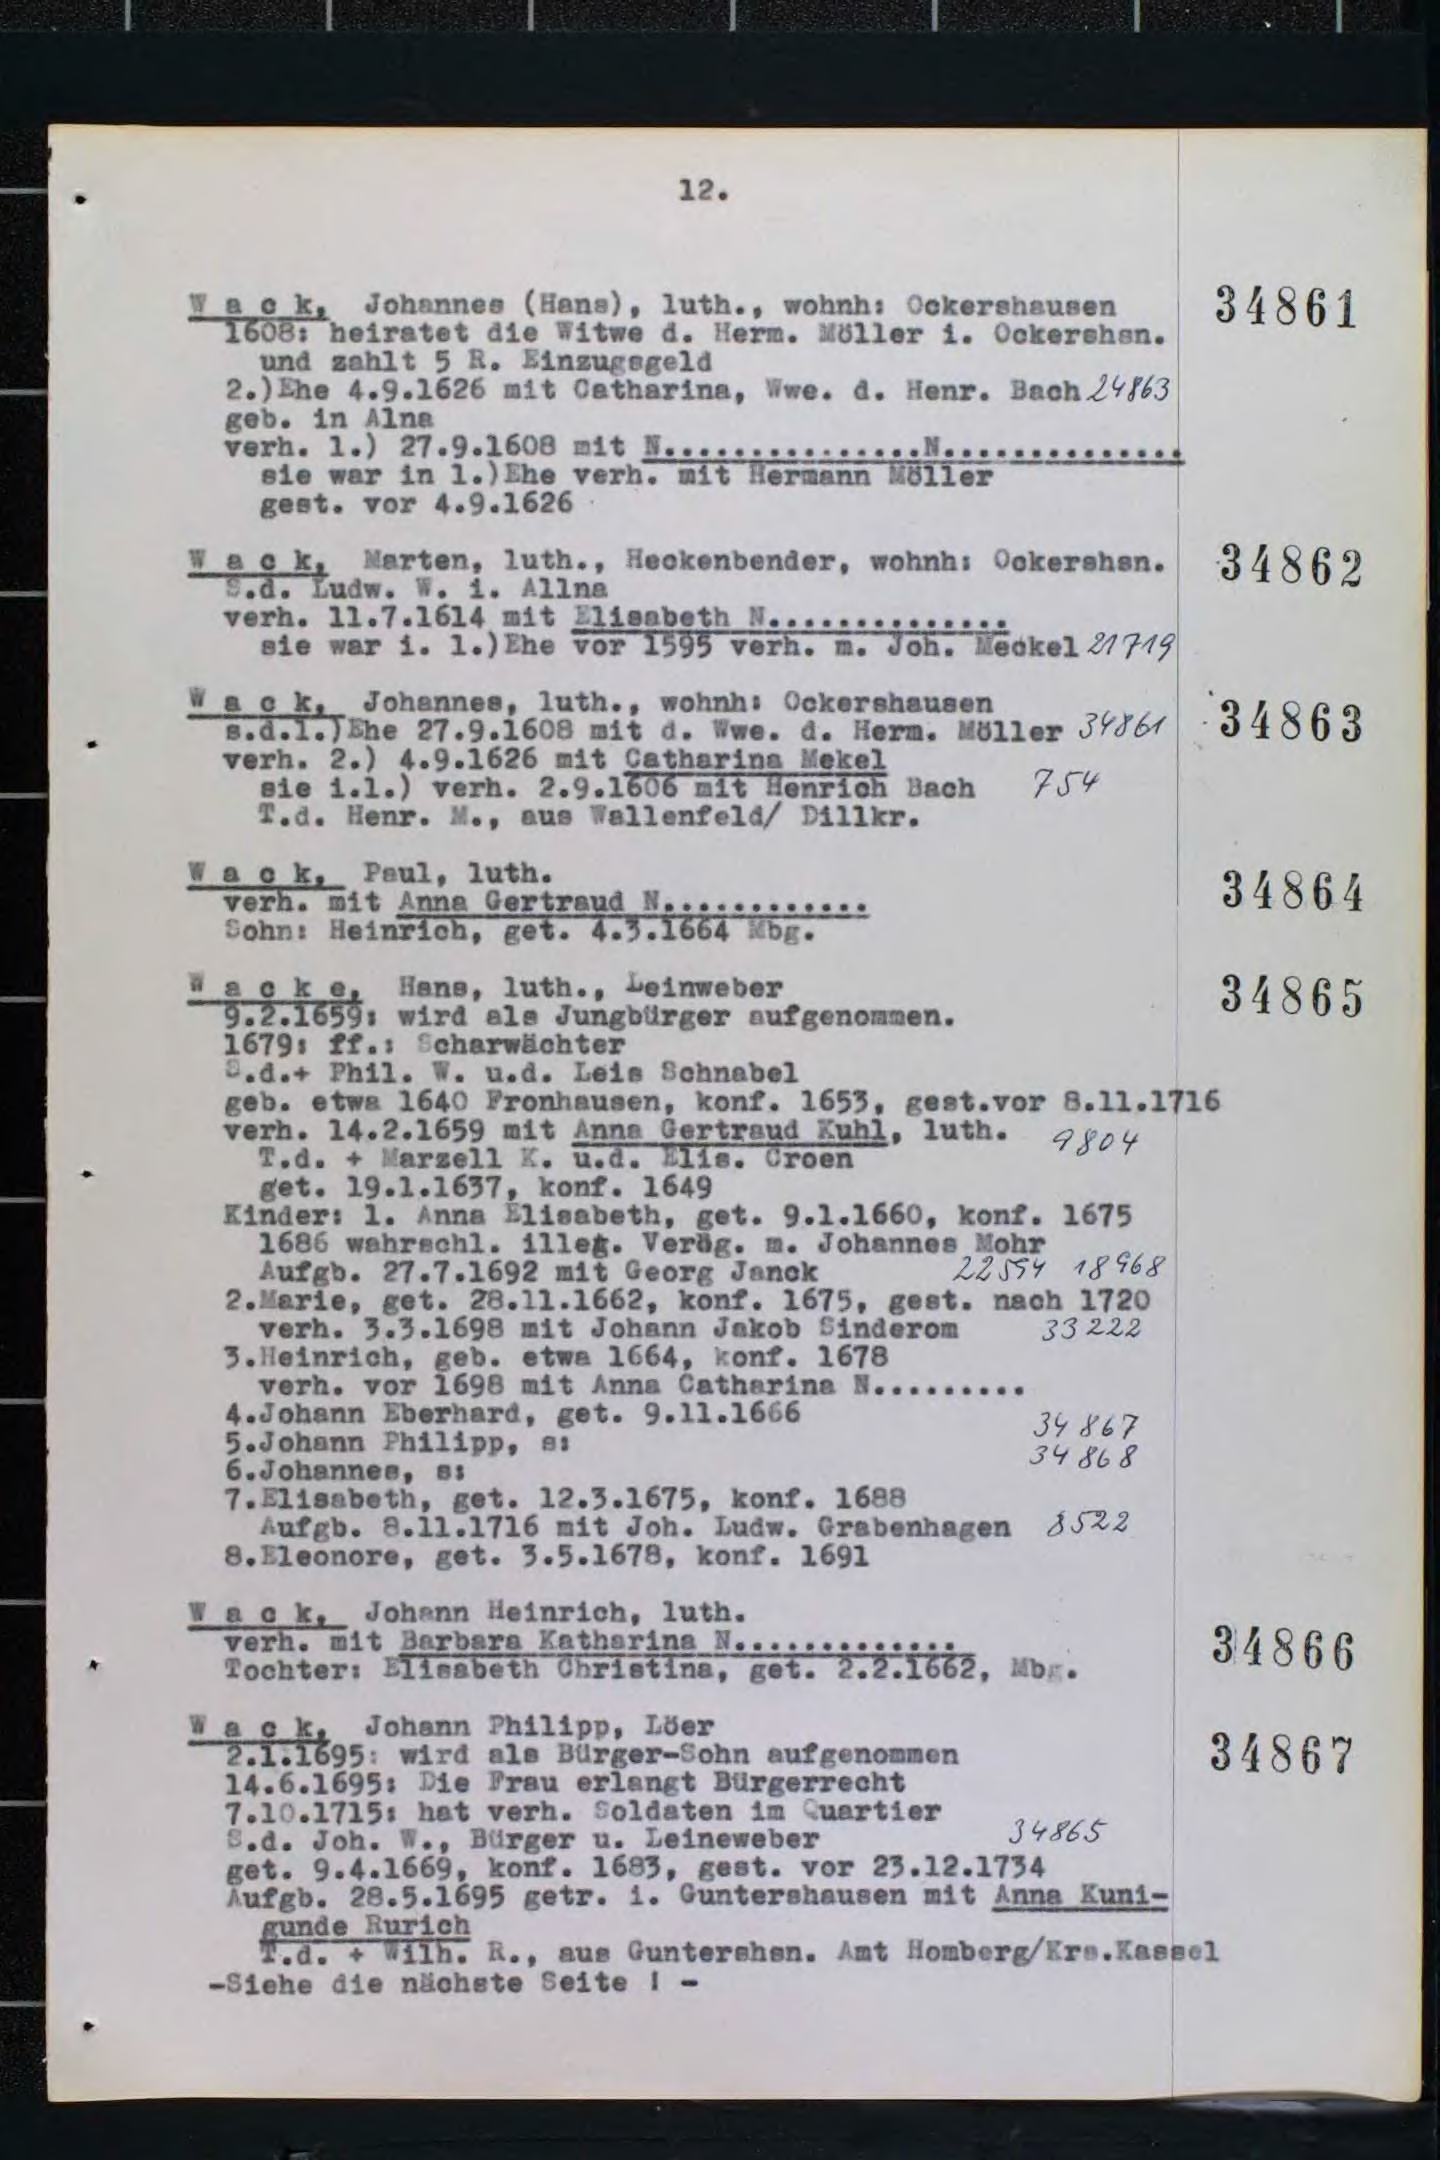 12.
W a c k, Johannes (Hans), luth., wohnh: Ockershausen 34861
1608: heiratet die Witwe d. Herm. Möller i. Ockershsn.
und zahlt 5 R. Einzugsgeld
2.)Ehe 4.9.1626 mit Catharina, Wwe. d. Henr. Bach 24863
geb. in Alna
verh. 1.) 27.9.1608 mit N...............N..............
sie war in 1.)Ehe verh. mit Hermann Möller
gest. vor 4.9.1626
W a c k, Marten, luth., Heckenbender, wohnh: Ockershsn. 34862
S.d. Ludw. W. i. Allna
verh. 11.7.1614 mit Elisabeth N..............
sie war i. 1.)Ehe vor 1595 verh. m. Joh. Meckel 21719
W a c k, Johannes, luth., wohnh: Ockershausen 34863
s.d.1.)Ehe 27.9.1608 mit d. Wwe. d. Herm. Möller 34861
verh. 2.) 4.9.1626 mit Catharina Mekel
sie i.1.) verh. 2.9.1606 mit Henrich Bach 754
T.d. Henr. M., aus Wallenfeld/ Dillkr.
W a c k, Paul, luth. 34864
verh. mit Anna Gertraud N............
Sohn: Heinrich, get. 4.3.1664 Mbg.
W a c k e, Hans, luth., Leinweber 34865
9.2.1659: wird als Jungbürger aufgenommen.
1679: ff.: Scharwächter
S.d.+ Phil. W. u.d. Leis Schnabel
geb. etwa 1640 Fronhausen, konf. 1653, gest.vor 8.11.1716
verh. 14.2.1659 mit Anna Gertraud Kuhl, luth. 9804
T.d. + Marzell K. u.d. Elis. Croen
get. 19.1.1637, konf. 1649
Kinder: 1. Anna Elisabeth, get. 9.1.1660, konf. 1675
1686 wahrschl. illeg. Verög. m. Johannes Mohr
Aufgb. 27.7.1692 mit Georg Janck 22594 18968
2.Marie, get. 28.11.1662, konf. 1675, gest. nach 1720
verh. 3.3.1698 mit Johann Jakob Sinderom 33222
3.Heinrich, geb. etwa 1664, konf. 1678
verh. vor 1698 mit Anna Catharina N.........
4.Johann Eberhard, get. 9.11.1666
5.Johann Philipp, s: 34867
6.Johannes, s: 34868
7.Elisabeth, get. 12.3.1675, konf. 1688
Aufgb. 8.11.1716 mit Joh. Ludw. Grabenhagen 8522
8.Eleonore, get. 3.5.1678, konf. 1691
W a c k, Johann Heinrich, luth.
verh. mit Barbara Katharina N............. 34866
Tochter: Elisabeth Christina, get. 2.2.1662, Mbg.
W a c k, Johann Philipp, Löer
2.1.1695: wird als Bürger-Sohn aufgenommen 34867
14.6.1695: Die Frau erlangt Bürgerrecht
7.10.1715: hat verh. Soldaten im Quartier
S.d. Joh. W., Bürger u. Leineweber 34865
get. 9.4.1669, konf. 1683, gest. vor 23.12.1734
Aufgb. 28.5.1695 getr. i. Guntershausen mit Anna Kuni-
gunde Rurich
T.d. + Wilh. R., aus Guntershsn. Amt Homberg/Krs.Kassel
-Siehe die nächste Seite ! -